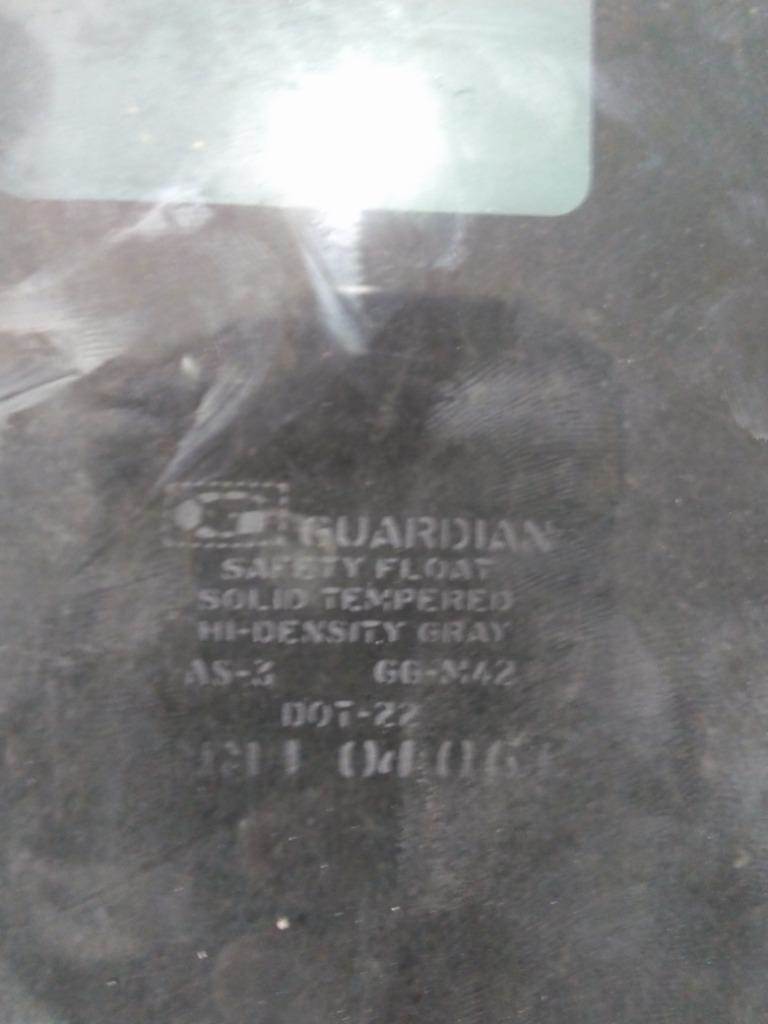 GUARDIAN
SAFETY FLOAT
SOLID TEMPERED
HI-DENSITY GRAY
AS-3 GG-M42
DOT-22